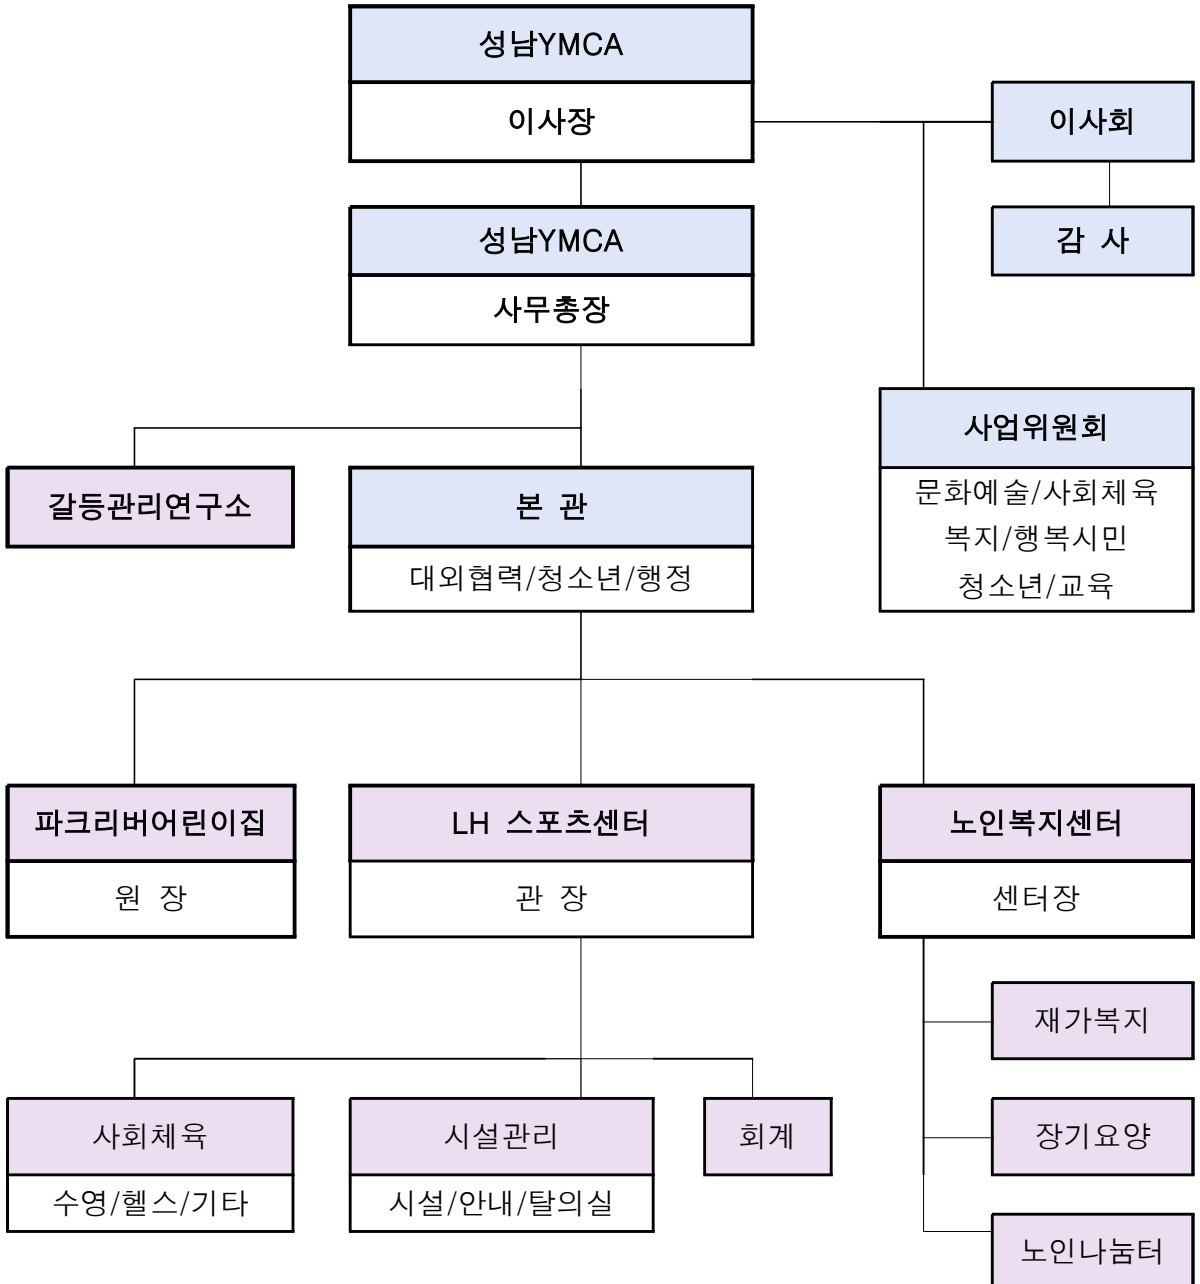 성남YMCA
이사장
이사회
성남YMCA
감 사
사무총장
사업위원회
문화예술/사회체육
복지/행복시민
청소년/교육
갈등관리연구소
본 관
대외협력/청소년/행정
파크리버어린이집
원 장
LH 스포츠센터
관 장
노인복지센터
센터장
재가복지
장기요양
노인나눔터
사회체육
수영/헬스/기타
시설관리
시설/안내/탈의실
회계